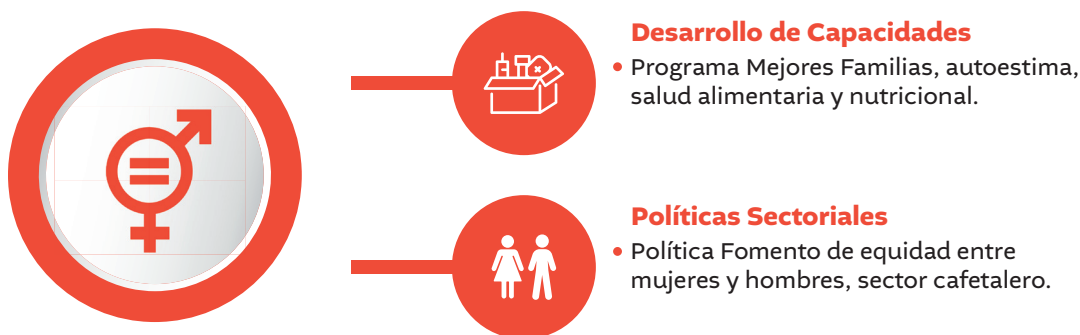 Desarrollo de Capacidades
• Programa Mejores Familias, autoestima,
salud alimentaria y nutricional.
Políticas Sectoriales
• Política Fomento de equidad entre
mujeres y hombres, sector cafetalero.